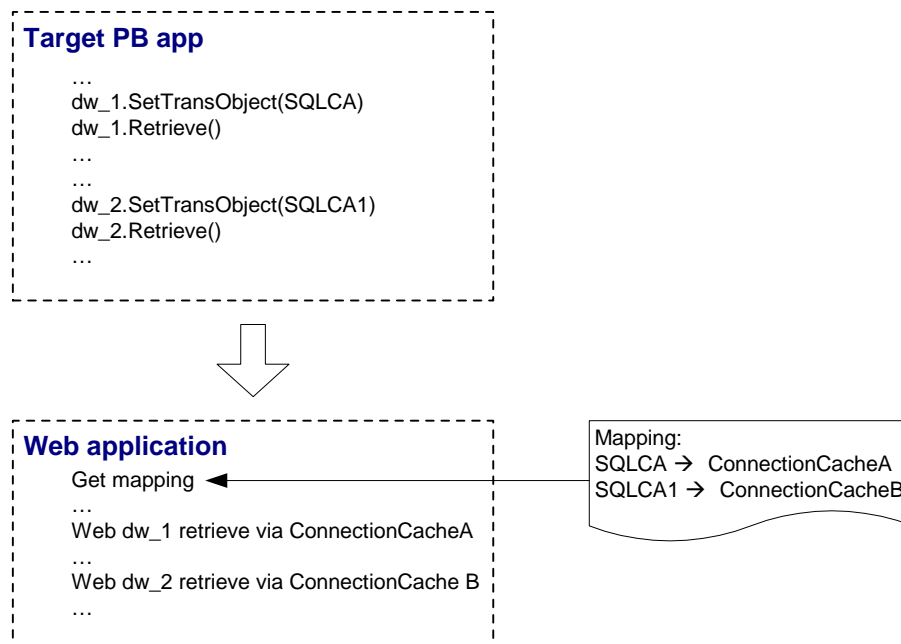 Target PB app
…
dw_1.SetTransObject(SQLCA)
dw_1.Retrieve()
…
…
dw_2.SetTransObject(SQLCA1)
dw_2.Retrieve()
…
Web application
Get mapping
…
Web dw_1 retrieve via ConnectionCacheA
…
Web dw_2 retrieve via ConnectionCache B
…
Mapping:
SQLCA → ConnectionCacheA
SQLCA1 → ConnectionCacheB